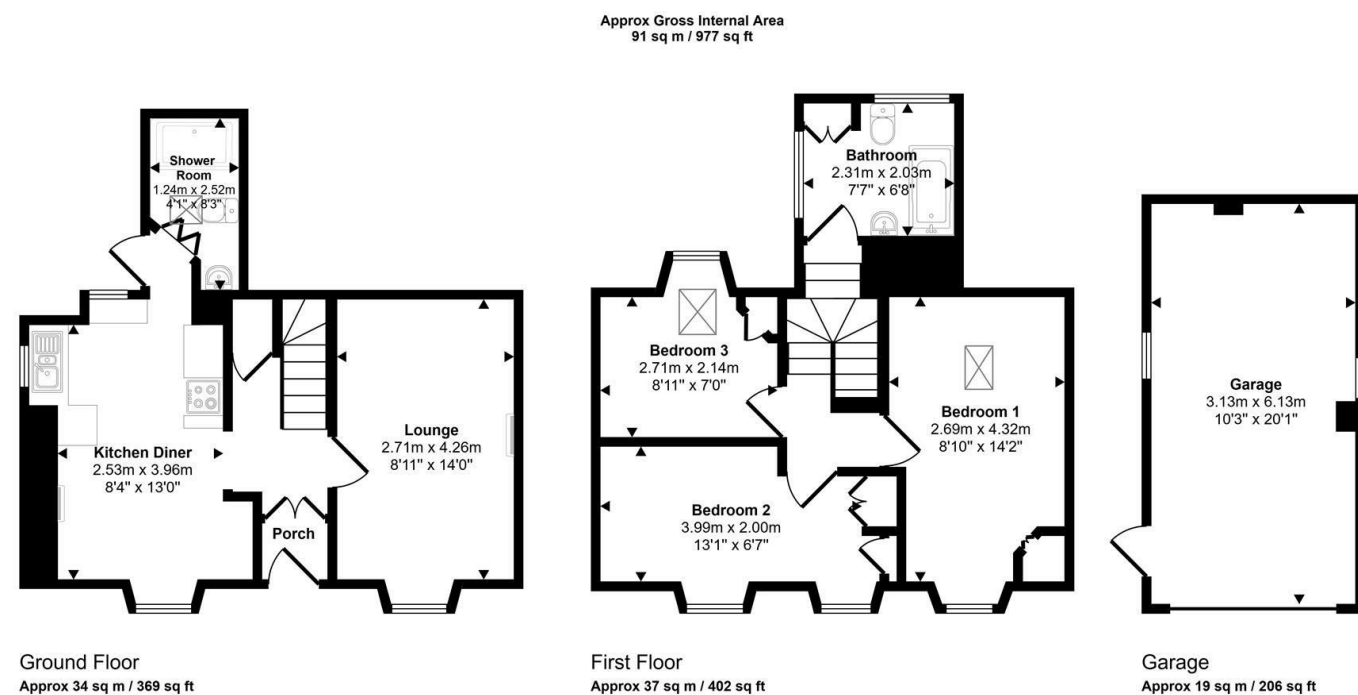 Approx Gross Internal Area
91 sq m / 977 sq ft
Shower
Room
1.24m x 2.52m
4'1" x 8'3"
Kitchen Diner
2.53m x 3.96m
8'4" x 13'0"
Lounge
2.71m x 4.26m
8'11" x 14'0"
Porch
Ground Floor
Approx 34 sq m / 369 sq ft
Bathroom
2.31m x 2.03m
7'7" x 6'8"
Bedroom 3
2.71m x 2.14m
8'11" x 7'0"
Bedroom 1
2.69m x 4.32m
8'10" x 14'2"
Bedroom 2
3.99m x 2.00m
13'1" x 6'7"
First Floor
Approx 37 sq m / 402 sq ft
Garage
3.13m x 6.13m
10'3" x 20'1"
Garage
Approx 19 sq m / 206 sq ft